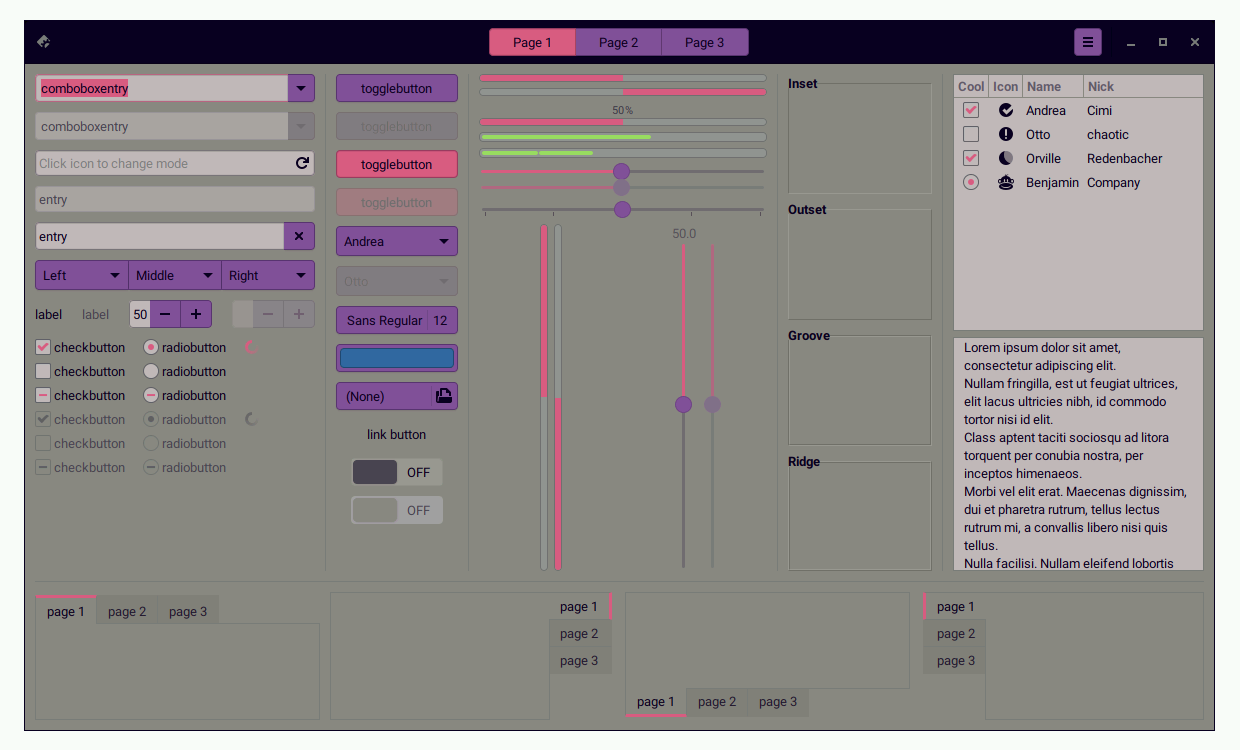 Page 1 Page 2 Page 3
comboboxentry
comboboxentry
Click icon to change mode
entry
entry
Left Middle Right
label label 50
checkbutton radiobutton
checkbutton radiobutton
checkbutton radiobutton
checkbutton radiobutton
checkbutton radiobutton
checkbutton radiobutton
togglebutton
togglebutton
togglebutton
togglebutton
Andrea
Otto
Sans Regular 12
(None)
link button
OFF
OFF
50%
50.0
Inset
Outset
Groove
Ridge
Cool Icon Name Nick
Andrea Cimi
Otto chaotic
Orville Redenbacher
Benjamin Company
Lorem ipsum dolor sit amet,
consectetur adipiscing elit.
Nullam fringilla, est ut feugiat ultrices,
elit lacus ultricies nibh, id commodo
tortor nisi id elit.
Class aptent taciti sociosqu ad litora
torquent per conubia nostra, per
inceptos himenaeos.
Morbi vel elit erat. Maecenas dignissim,
dui et pharetra rutrum, tellus lectus
rutrum mi, a convallis libero nisi quis
tellus.
Nulla facilisi. Nullam eleifend lobortis
page 1 page 2 page 3
page 1
page 2
page 3
page 1 page 2 page 3
page 1
page 2
page 3